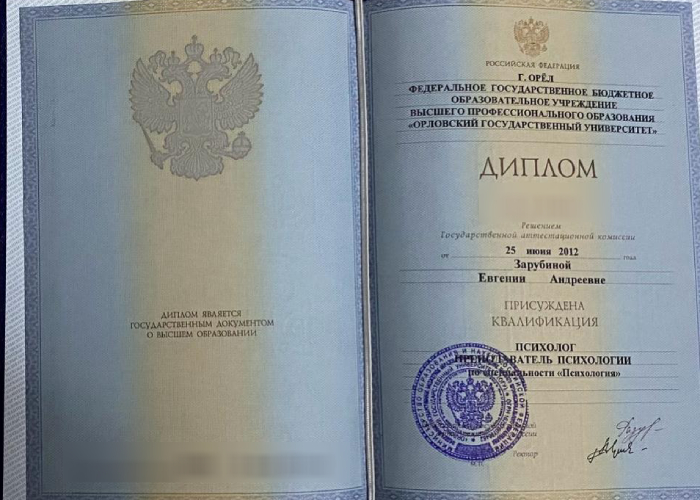 ДИПЛОМ ЯВЛЯЕТСЯ
ГОСУДАРСТВЕННЫМ ДОКУМЕНТОМ
О ВЫСШЕМ ОБРАЗОВАНИИ
РОССИЙСКАЯ ФЕДЕРАЦИЯ
Г. ОРЁЛ
ФЕДЕРАЛЬНОЕ ГОСУДАРСТВЕННОЕ БЮДЖЕТНОЕ
ОБРАЗОВАТЕЛЬНОЕ УЧРЕЖДЕНИЕ
ВЫСШЕГО ПРОФЕССИОНАЛЬНОГО ОБРАЗОВАНИЯ
«ОРЛОВСКИЙ ГОСУДАРСТВЕННЫЙ УНИВЕРСИТЕТ»
ДИПЛОМ
Решением
Государственной аттестационной комиссии
от 25 июня 2012 года
Зарубиной
Евгении Андреевне
ПРИСУЖДЕНА
КВАЛИФИКАЦИЯ
ПСИХОЛОГ
ПРЕПОДАВАТЕЛЬ ПСИХОЛОГИИ
по специальности «Психология»
Ректор